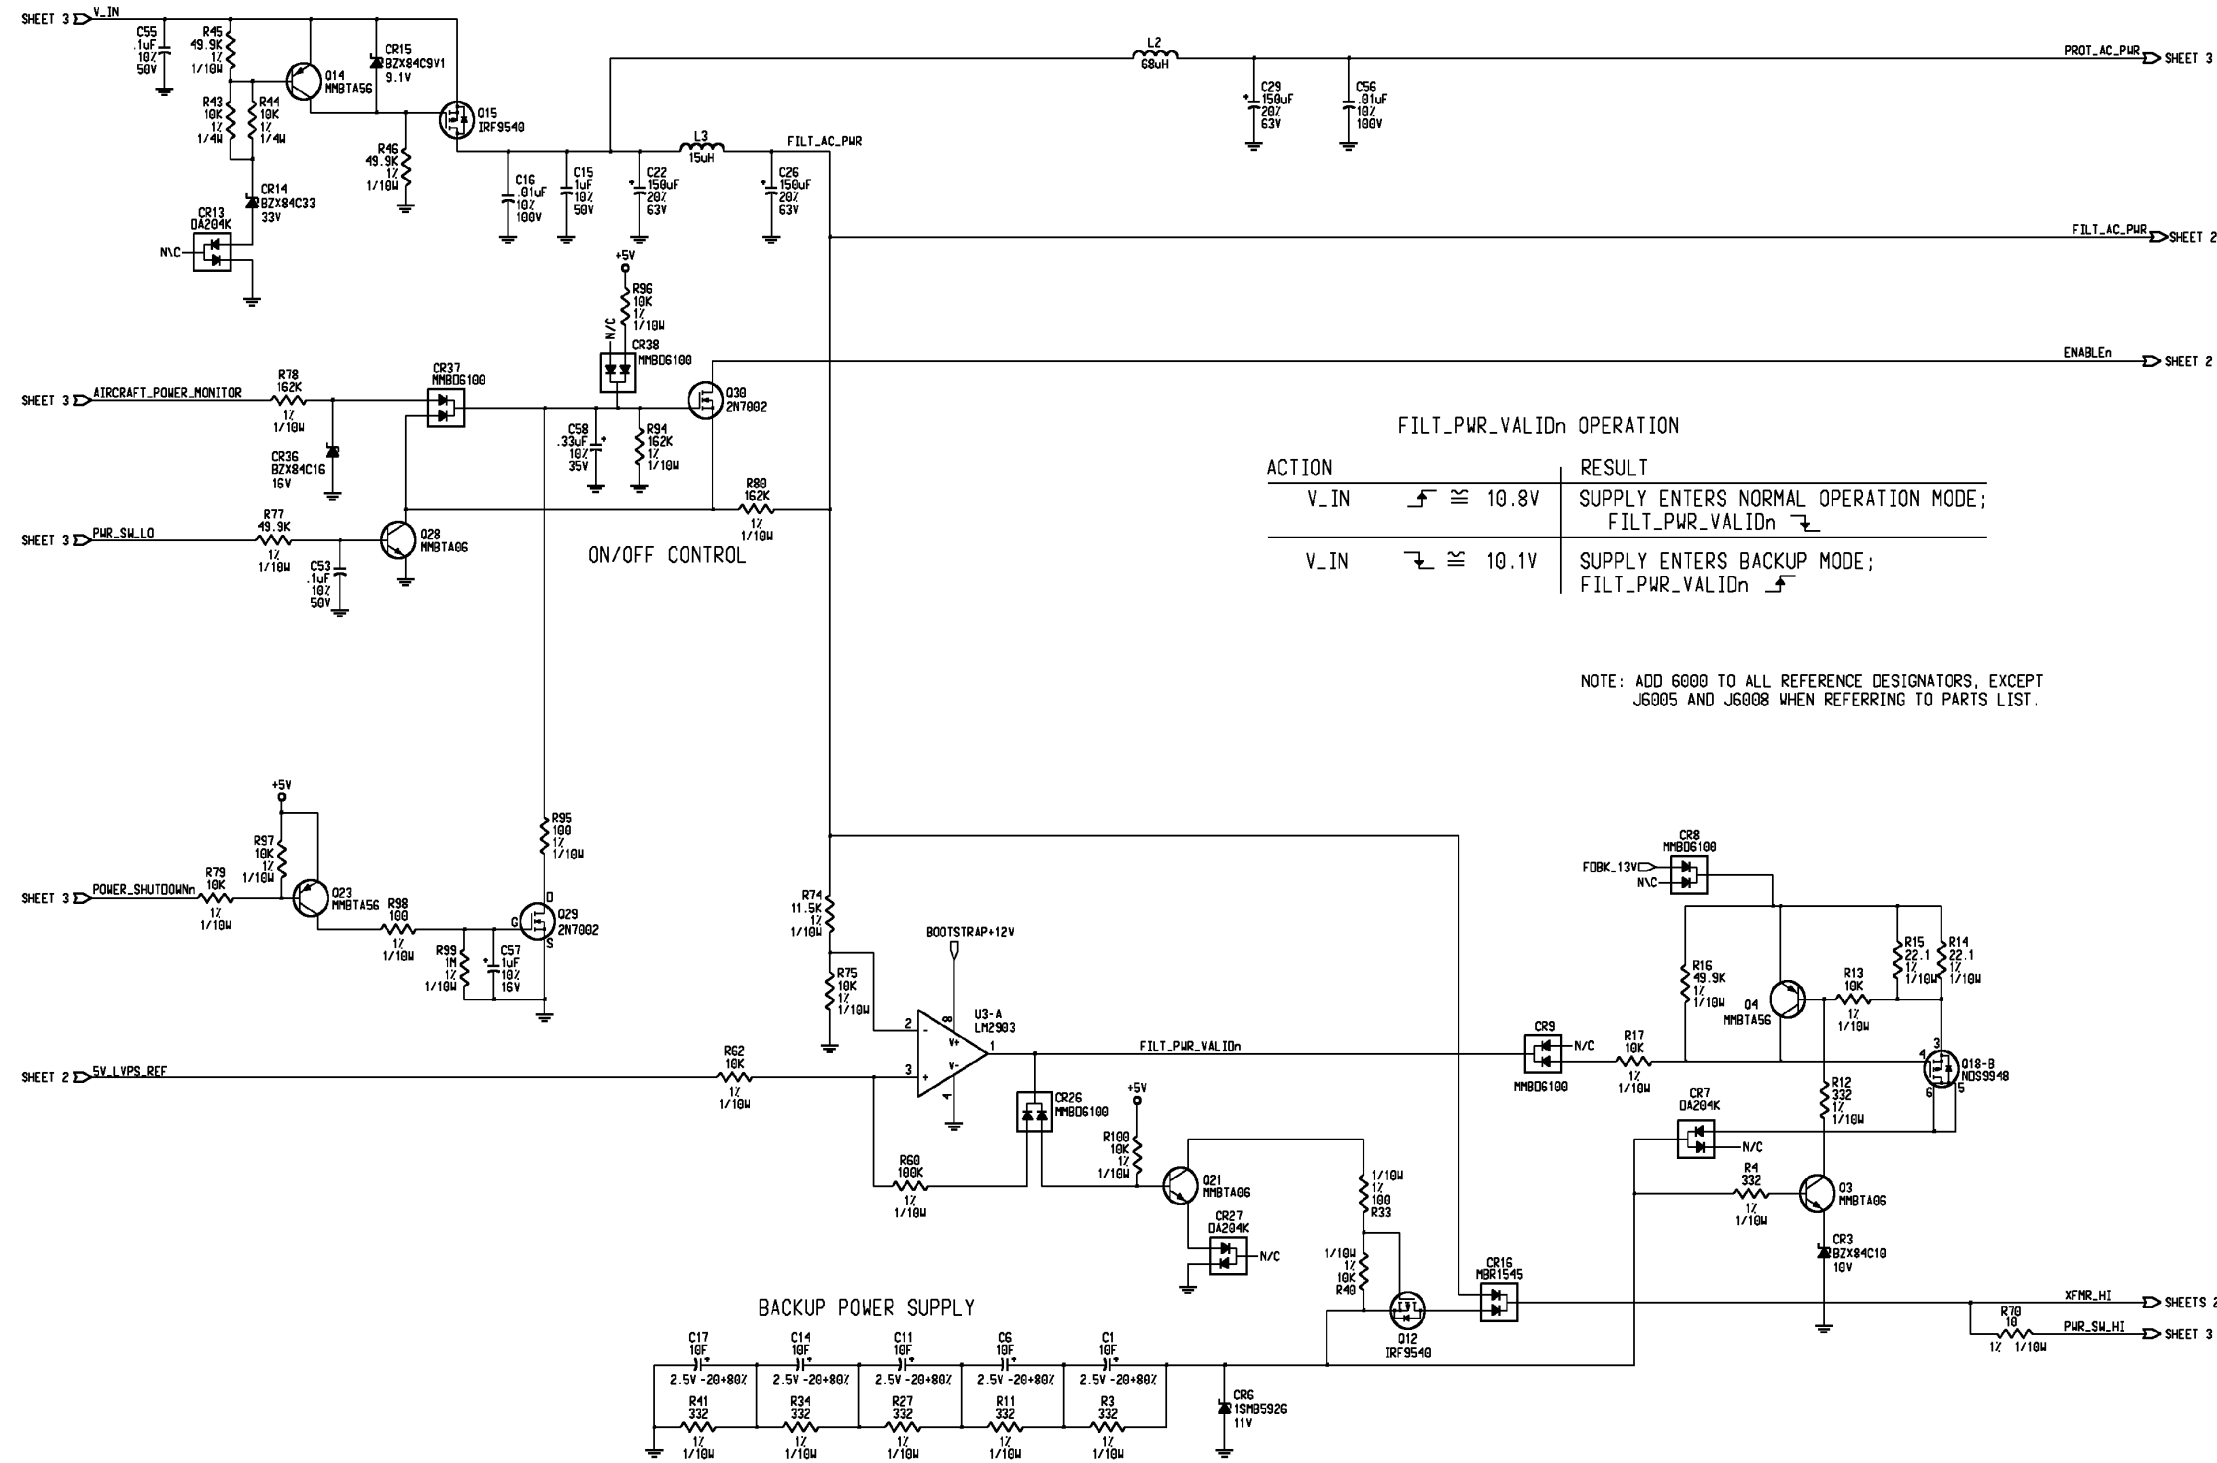 SHEET 3 V_IN
C55
.1uF
10%
50V
R45
49.9K
1%
1/10W
Q14
MMBTA56
CR15
BZX84C9V1
9.1V
R43
10K
1%
1/4W
R44
10K
1%
1/4W
Q15
IRF9540
R46
49.9K
1%
1/10W
CR14
BZX84C33
33V
CR13
DA204K
N\C
C16
.01uF
10%
100V
C15
1uF
10%
50V
C22
150uF
20%
63V
L3
15uH
C26
150uF
20%
63V
FILT_AC_PWR
L2
68uH
C29
150uF
20%
63V
C56
.01uF
10%
100V
PROT_AC_PWR SHEET 3
FILT_AC_PWR SHEET 2
ENABLEn SHEET 2
+5V
R96
10K
1%
1/10W
N/C
CR38
MMBD6100
SHEET 3 AIRCRAFT_POWER_MONITOR
R78
162K
1%
1/10W
CR37
MMBD6100
CR36
BZX84C16
16V
C58
.33uF
10%
35V
R94
162K
1%
1/10W
Q30
2N7002
R80
162K
1%
1/10W
SHEET 3 PWR_SW_LO
R77
49.9K
1%
1/10W
C53
.1uF
10%
50V
Q28
MMBTA06
ON/OFF CONTROL
FILT_PWR_VALIDn OPERATION
ACTION RESULT
V_IN ≅ 10.8V SUPPLY ENTERS NORMAL OPERATION MODE;
FILT_PWR_VALIDn
V_IN ≅ 10.1V SUPPLY ENTERS BACKUP MODE;
FILT_PWR_VALIDn
NOTE: ADD 6000 TO ALL REFERENCE DESIGNATORS, EXCEPT
J6005 AND J6008 WHEN REFERRING TO PARTS LIST.
+5V
R97
10K
1%
1/10W
SHEET 3 POWER_SHUTDOWNn
R79
10K
1%
1/10W
Q23
MMBTA56
R98
100
1%
1/10W
R99
1M
1%
1/10W
C57
1uF
10%
16V
R95
100
1%
1/10W
D
G
S
Q29
2N7002
R74
11.5K
1%
1/10W
R75
10K
1%
1/10W
BOOTSTRAP+12V
U3-A
LM2903
2
-
3
+
8
V+
V-
4
1
FILT_PWR_VALIDn
SHEET 2 5V_LVPS_REF
R62
10K
1%
1/10W
R60
100K
1%
1/10W
CR26
MMBD6100
+5V
R100
10K
1%
1/10W
Q21
MMBTA06
CR27
DA204K
N/C
1/10W
1%
100
R33
1/10W
1%
10K
R40
Q12
IRF9540
CR16
MBR1545
FDBK_13V
N\C
CR8
MMBD6100
R16
49.9K
1%
1/10W
Q4
MMBTA56
R13
10K
1%
1/10W
R15
22.1
1%
1/10W
R14
22.1
1%
1/10W
CR9
N/C
MMBD6100
R17
10K
1%
1/10W
4
3
6
5
Q18-B
NDS9948
R12
332
1%
1/10W
CR7
DA204K
N/C
R4
332
1%
1/10W
Q3
MMBTA06
CR3
BZX84C10
10V
XFMR_HI SHEETS 2
R70
10
1% 1/10W
PWR_SW_HI SHEET 3
BACKUP POWER SUPPLY
C17
10F
2.5V -20+80%
C14
10F
2.5V -20+80%
C11
10F
2.5V -20+80%
C6
10F
2.5V -20+80%
C1
10F
2.5V -20+80%
R41
332
1%
1/10W
R34
332
1%
1/10W
R27
332
1%
1/10W
R11
332
1%
1/10W
R3
332
1%
1/10W
CR6
1SMB5926
11V